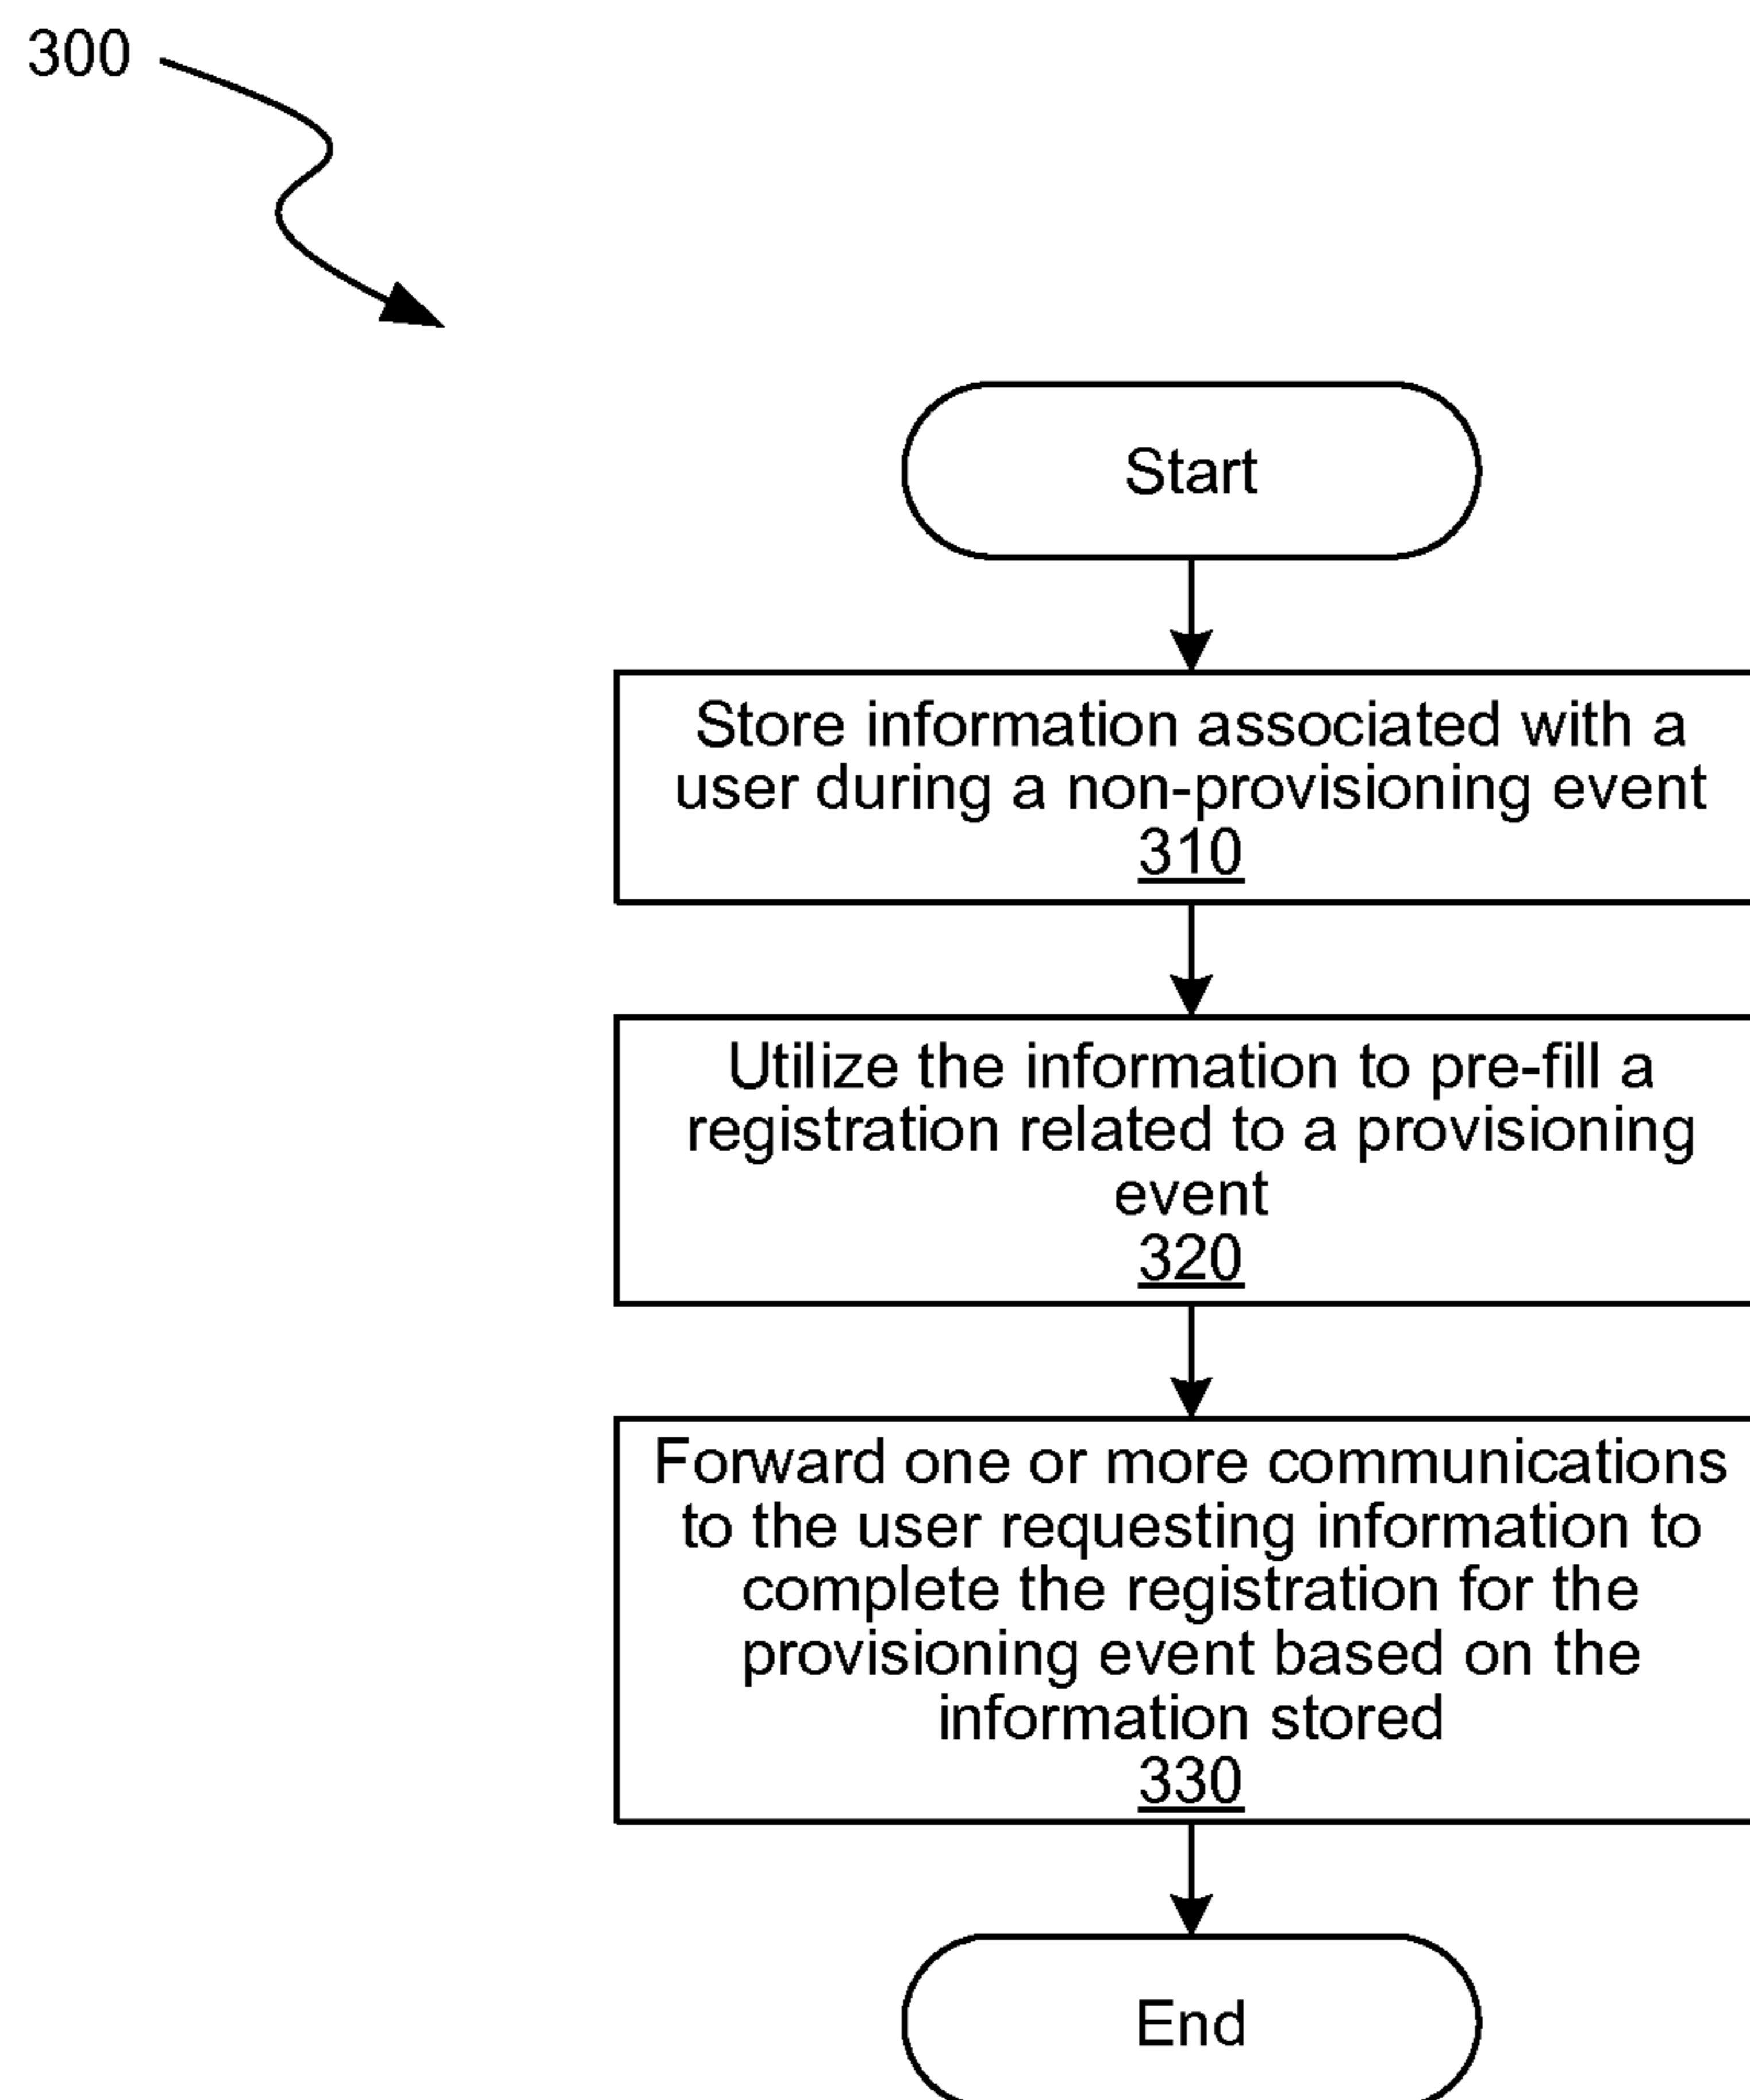 300
Start
Store information associated with a
user during a non-provisioning event
310
Utilize the information to pre-fill a
registration related to a provisioning
event
320
Forward one or more communications
to the user requesting information to
complete the registration for the
provisioning event based on the
information stored
330
End